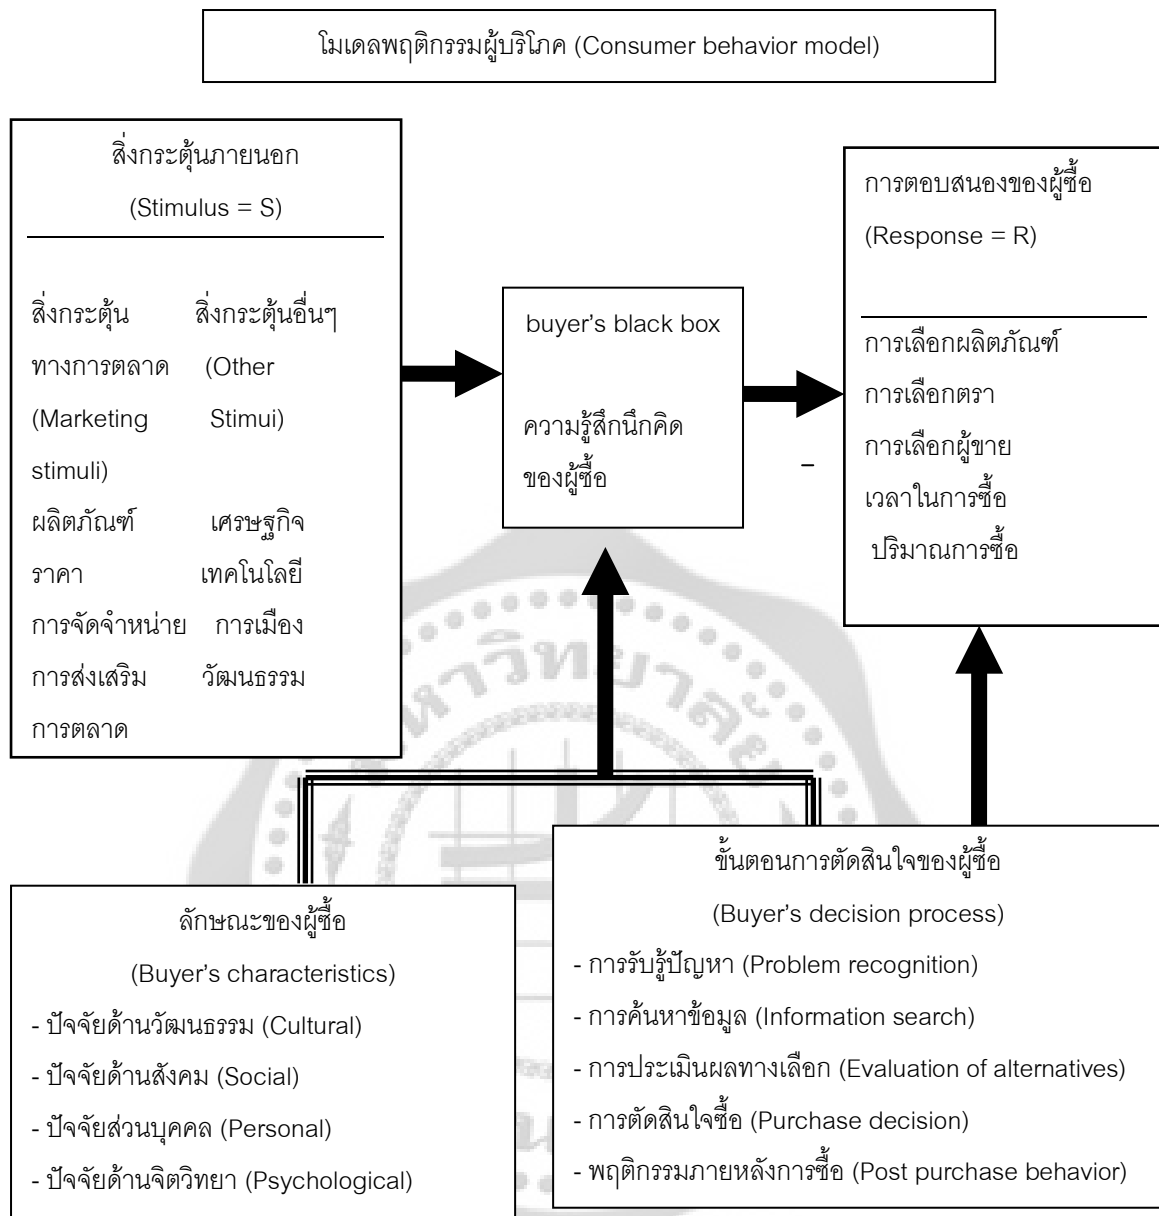 โมเดลพฤติกรรมผู้บริโภค (Consumer behavior model)
สิ่งกระตุ้นภายนอก
(Stimulus = S)
สิ่งกระตุ้น สิ่งกระตุ้นอื่นๆ
ทางการตลาด (Other
(Marketing Stimui)
stimuli)
ผลิตภัณฑ์ เศรษฐกิจ
ราคา เทคโนโลยี
การจัดจำหน่าย การเมือง
การส่งเสริม วัฒนธรรม
การตลาด
buyer's black box
ความรู้สึกนึกคิด
ของผู้ซื้อ
การตอบสนองของผู้ซื้อ
(Response = R)
การเลือกผลิตภัณฑ์
การเลือกตรา
การเลือกผู้ขาย
เวลาในการซื้อ
ปริมาณการซื้อ
ลักษณะของผู้ซื้อ
(Buyer's characteristics)
- ปัจจัยด้านวัฒนธรรม (Cultural)
- ปัจจัยด้านสังคม (Social)
- ปัจจัยส่วนบุคคล (Personal)
- ปัจจัยด้านจิตวิทยา (Psychological)
ขั้นตอนการตัดสินใจของผู้ซื้อ
(Buyer's decision process)
- การรับรู้ปัญหา (Problem recognition)
- การค้นหาข้อมูล (Information search)
- การประเมินผลทางเลือก (Evaluation of alternatives)
- การตัดสินใจซื้อ (Purchase decision)
- พฤติกรรมภายหลังการซื้อ (Post purchase behavior)